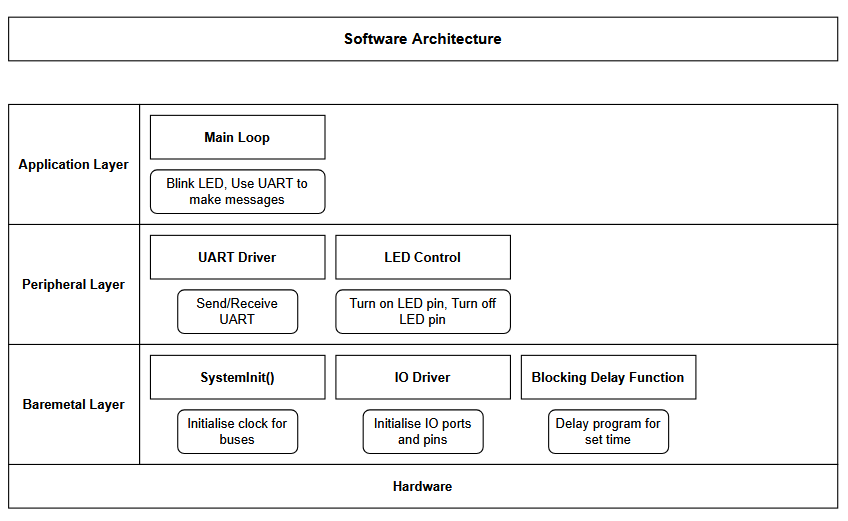 Software Architecture
Application Layer
Main Loop
Blink LED, Use UART to
make messages
Peripheral Layer
UART Driver
LED Control
Send/Receive
UART
Turn on LED pin, Turn off
LED pin
Baremetal Layer
SystemInit()
IO Driver
Blocking Delay Function
Initialise clock for
buses
Initialise IO ports
and pins
Delay program for
set time
Hardware